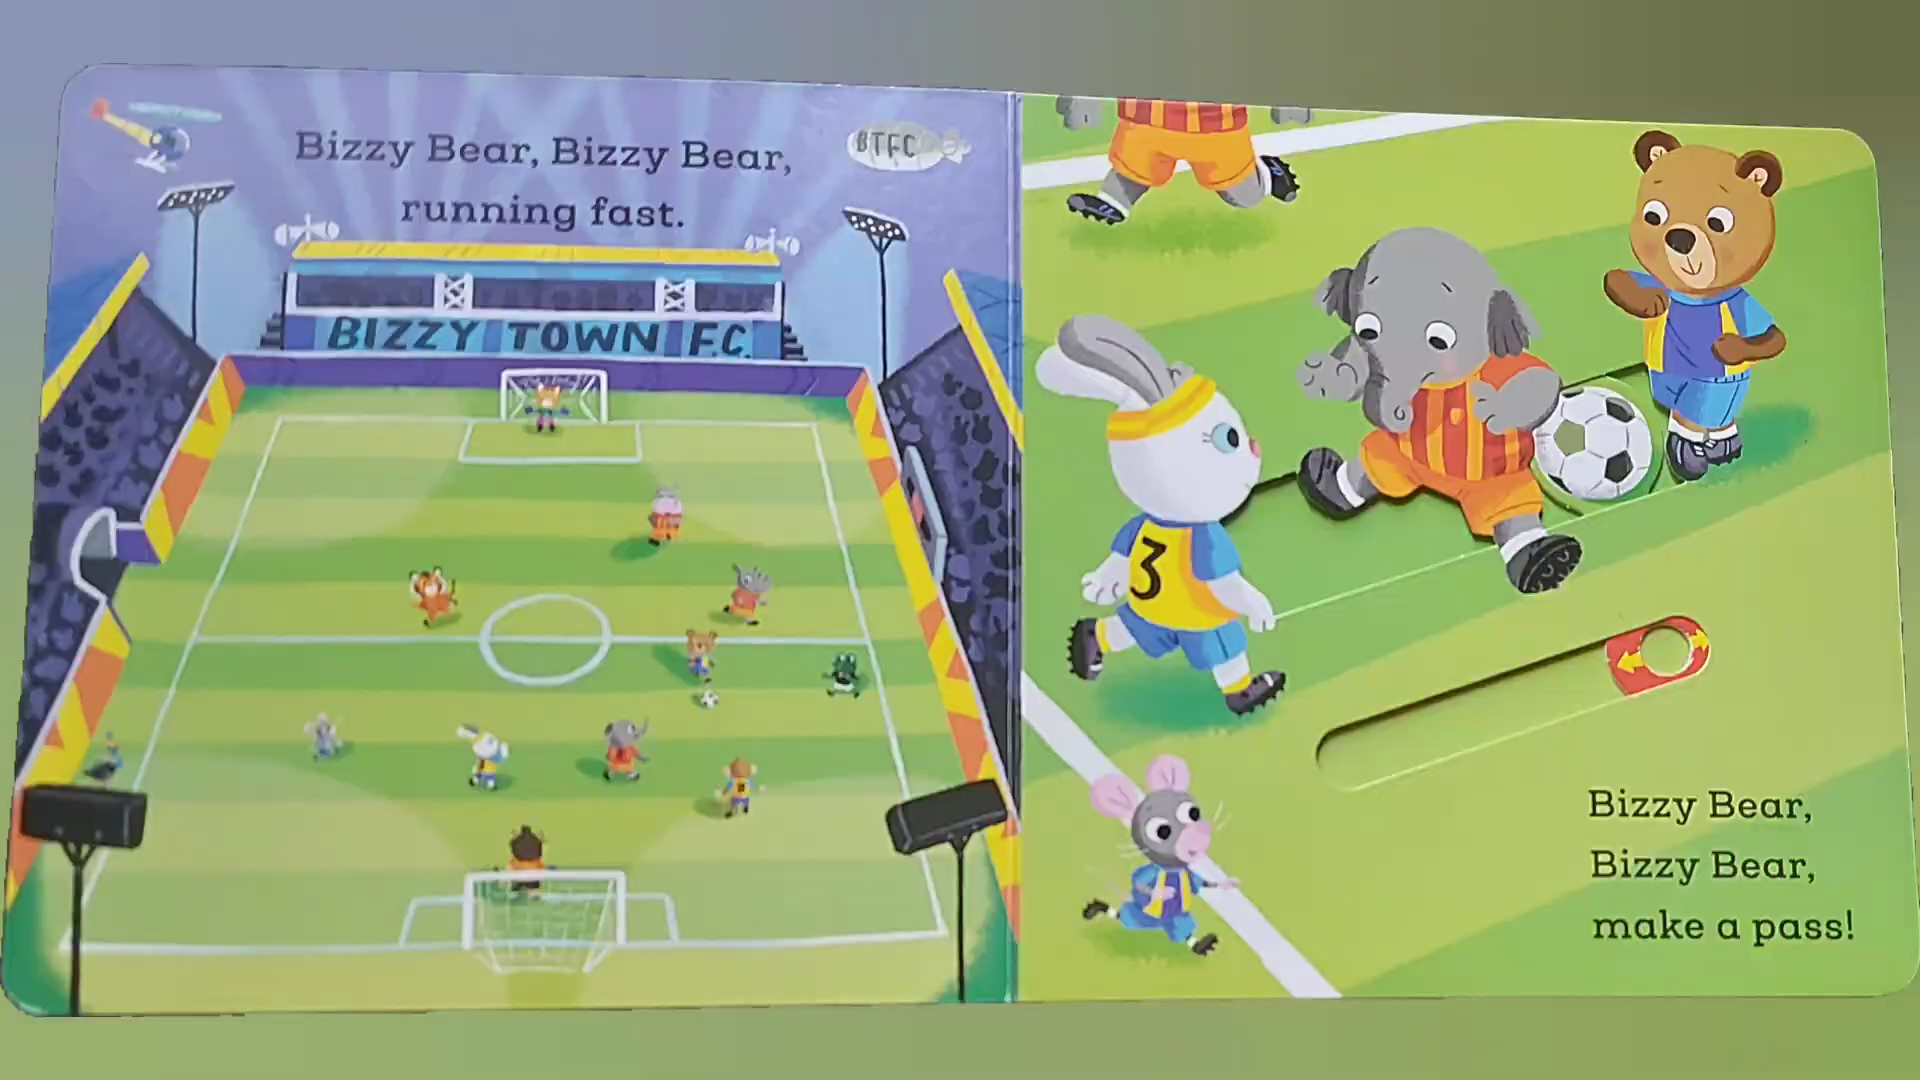 Bizzy Bear, Bizzy Bear,
running fast.
BTFC
BIZZY TOWN F.C.
3
Bizzy Bear,
Bizzy Bear,
make a pass!